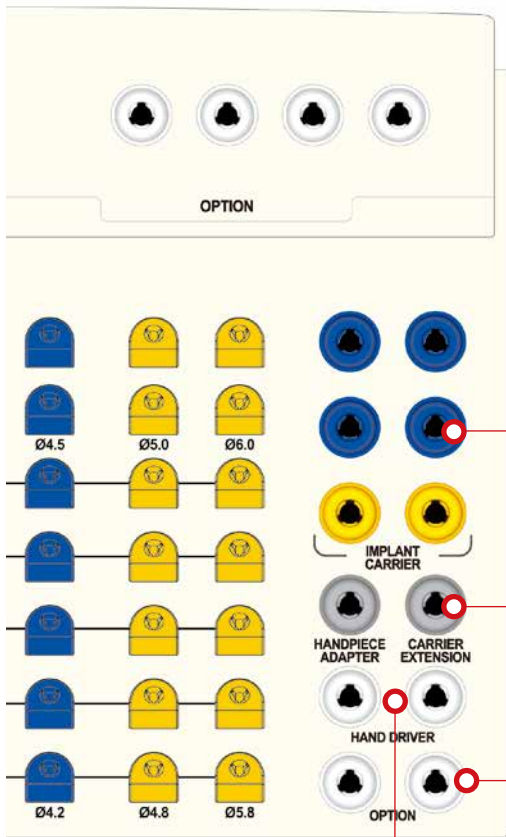 OPTION
Ø4.5 Ø5.0 Ø6.0
IMPLANT
CARRIER
HANDPIECE
ADAPTER
CARRIER
EXTENSION
HAND DRIVER
Ø4.2 Ø4.8 Ø5.8
OPTION